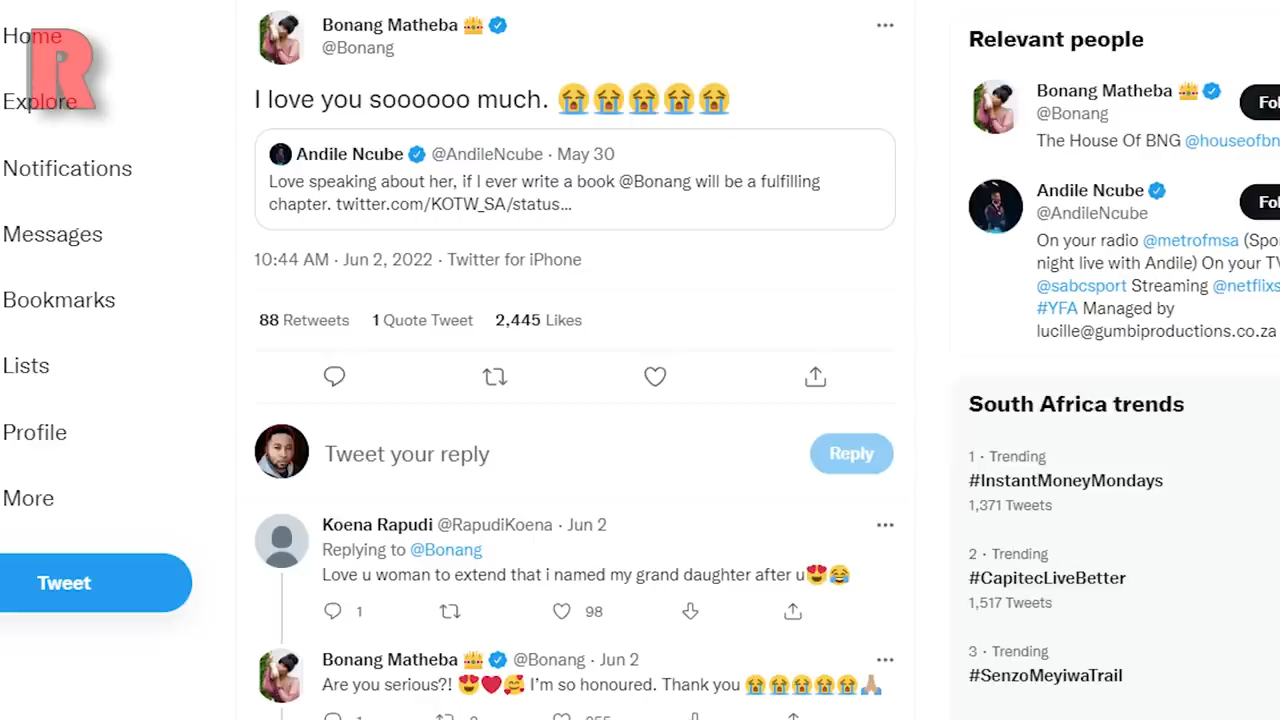 R
Home
Explore
Notifications
Messages
Bookmarks
Lists
Profile
More
Tweet
Bonang Matheba 👑
@Bonang
I love you soooooo much. 😭😭😭😭😭
Andile Ncube @AndileNcube · May 30
Love speaking about her, if I ever write a book @Bonang will be a fulfilling
chapter. twitter.com/KOTW_SA/status...
10:44 AM · Jun 2, 2022 · Twitter for iPhone
88 Retweets 1 Quote Tweet 2,445 Likes
Tweet your reply
Reply
Koena Rapudi @RapudiKoena · Jun 2
Replying to @Bonang
Love u woman to extend that i named my grand daughter after u😍😂
1 98
Bonang Matheba 👑 @Bonang · Jun 2
Are you serious?! 😍❤️🥰 I'm so honoured. Thank you 😭😭😭😭😭🙏🏽
Relevant people
Bonang Matheba 👑
@Bonang
Fol
The House Of BNG @houseofbn
Andile Ncube
@AndileNcube
Fol
On your radio @metrofmsa (Spo
night live with Andile) On your TV
@sabcsport Streaming @netflixs
#YFA Managed by
lucille@gumbiproductions.co.za
South Africa trends
1 · Trending
#InstantMoneyMondays
1,371 Tweets
2 · Trending
#CapitecLiveBetter
1,517 Tweets
3 · Trending
#SenzoMeyiwaTrail